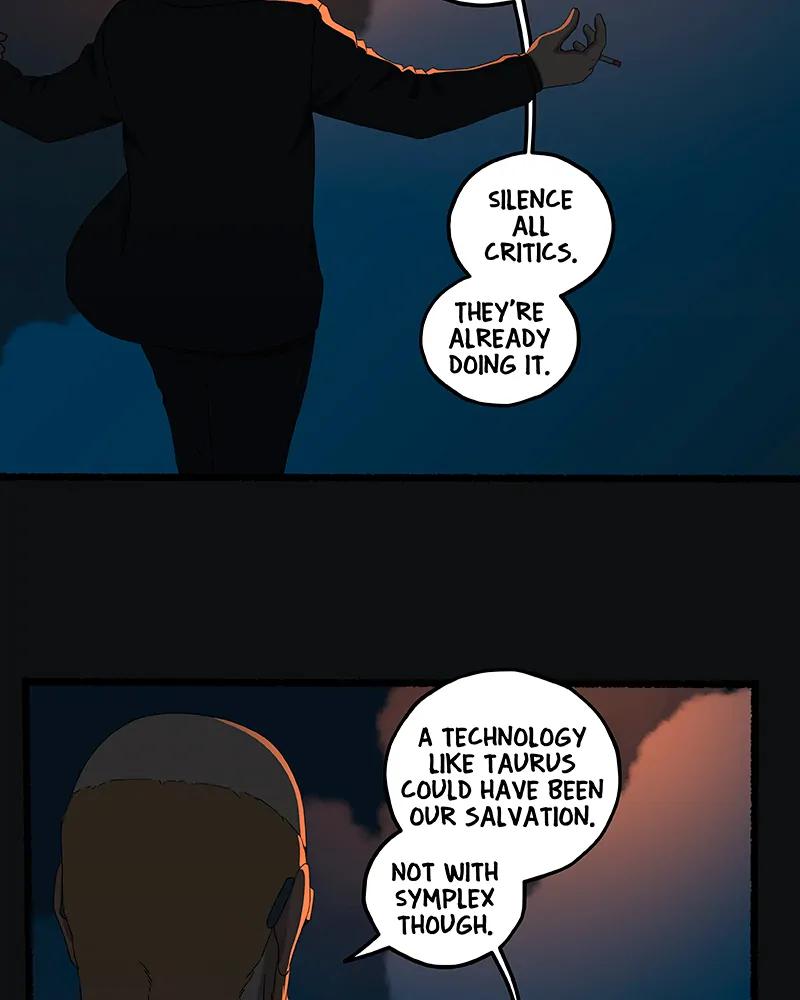 SILENCE
ALL
CRITICS.
THEY'RE
ALREADY
DOING IT.
A TECHNOLOGY
LIKE TAURUS
COULD HAVE BEEN
OUR SALVATION.
NOT WITH
SYMPLEX
THOUGH.